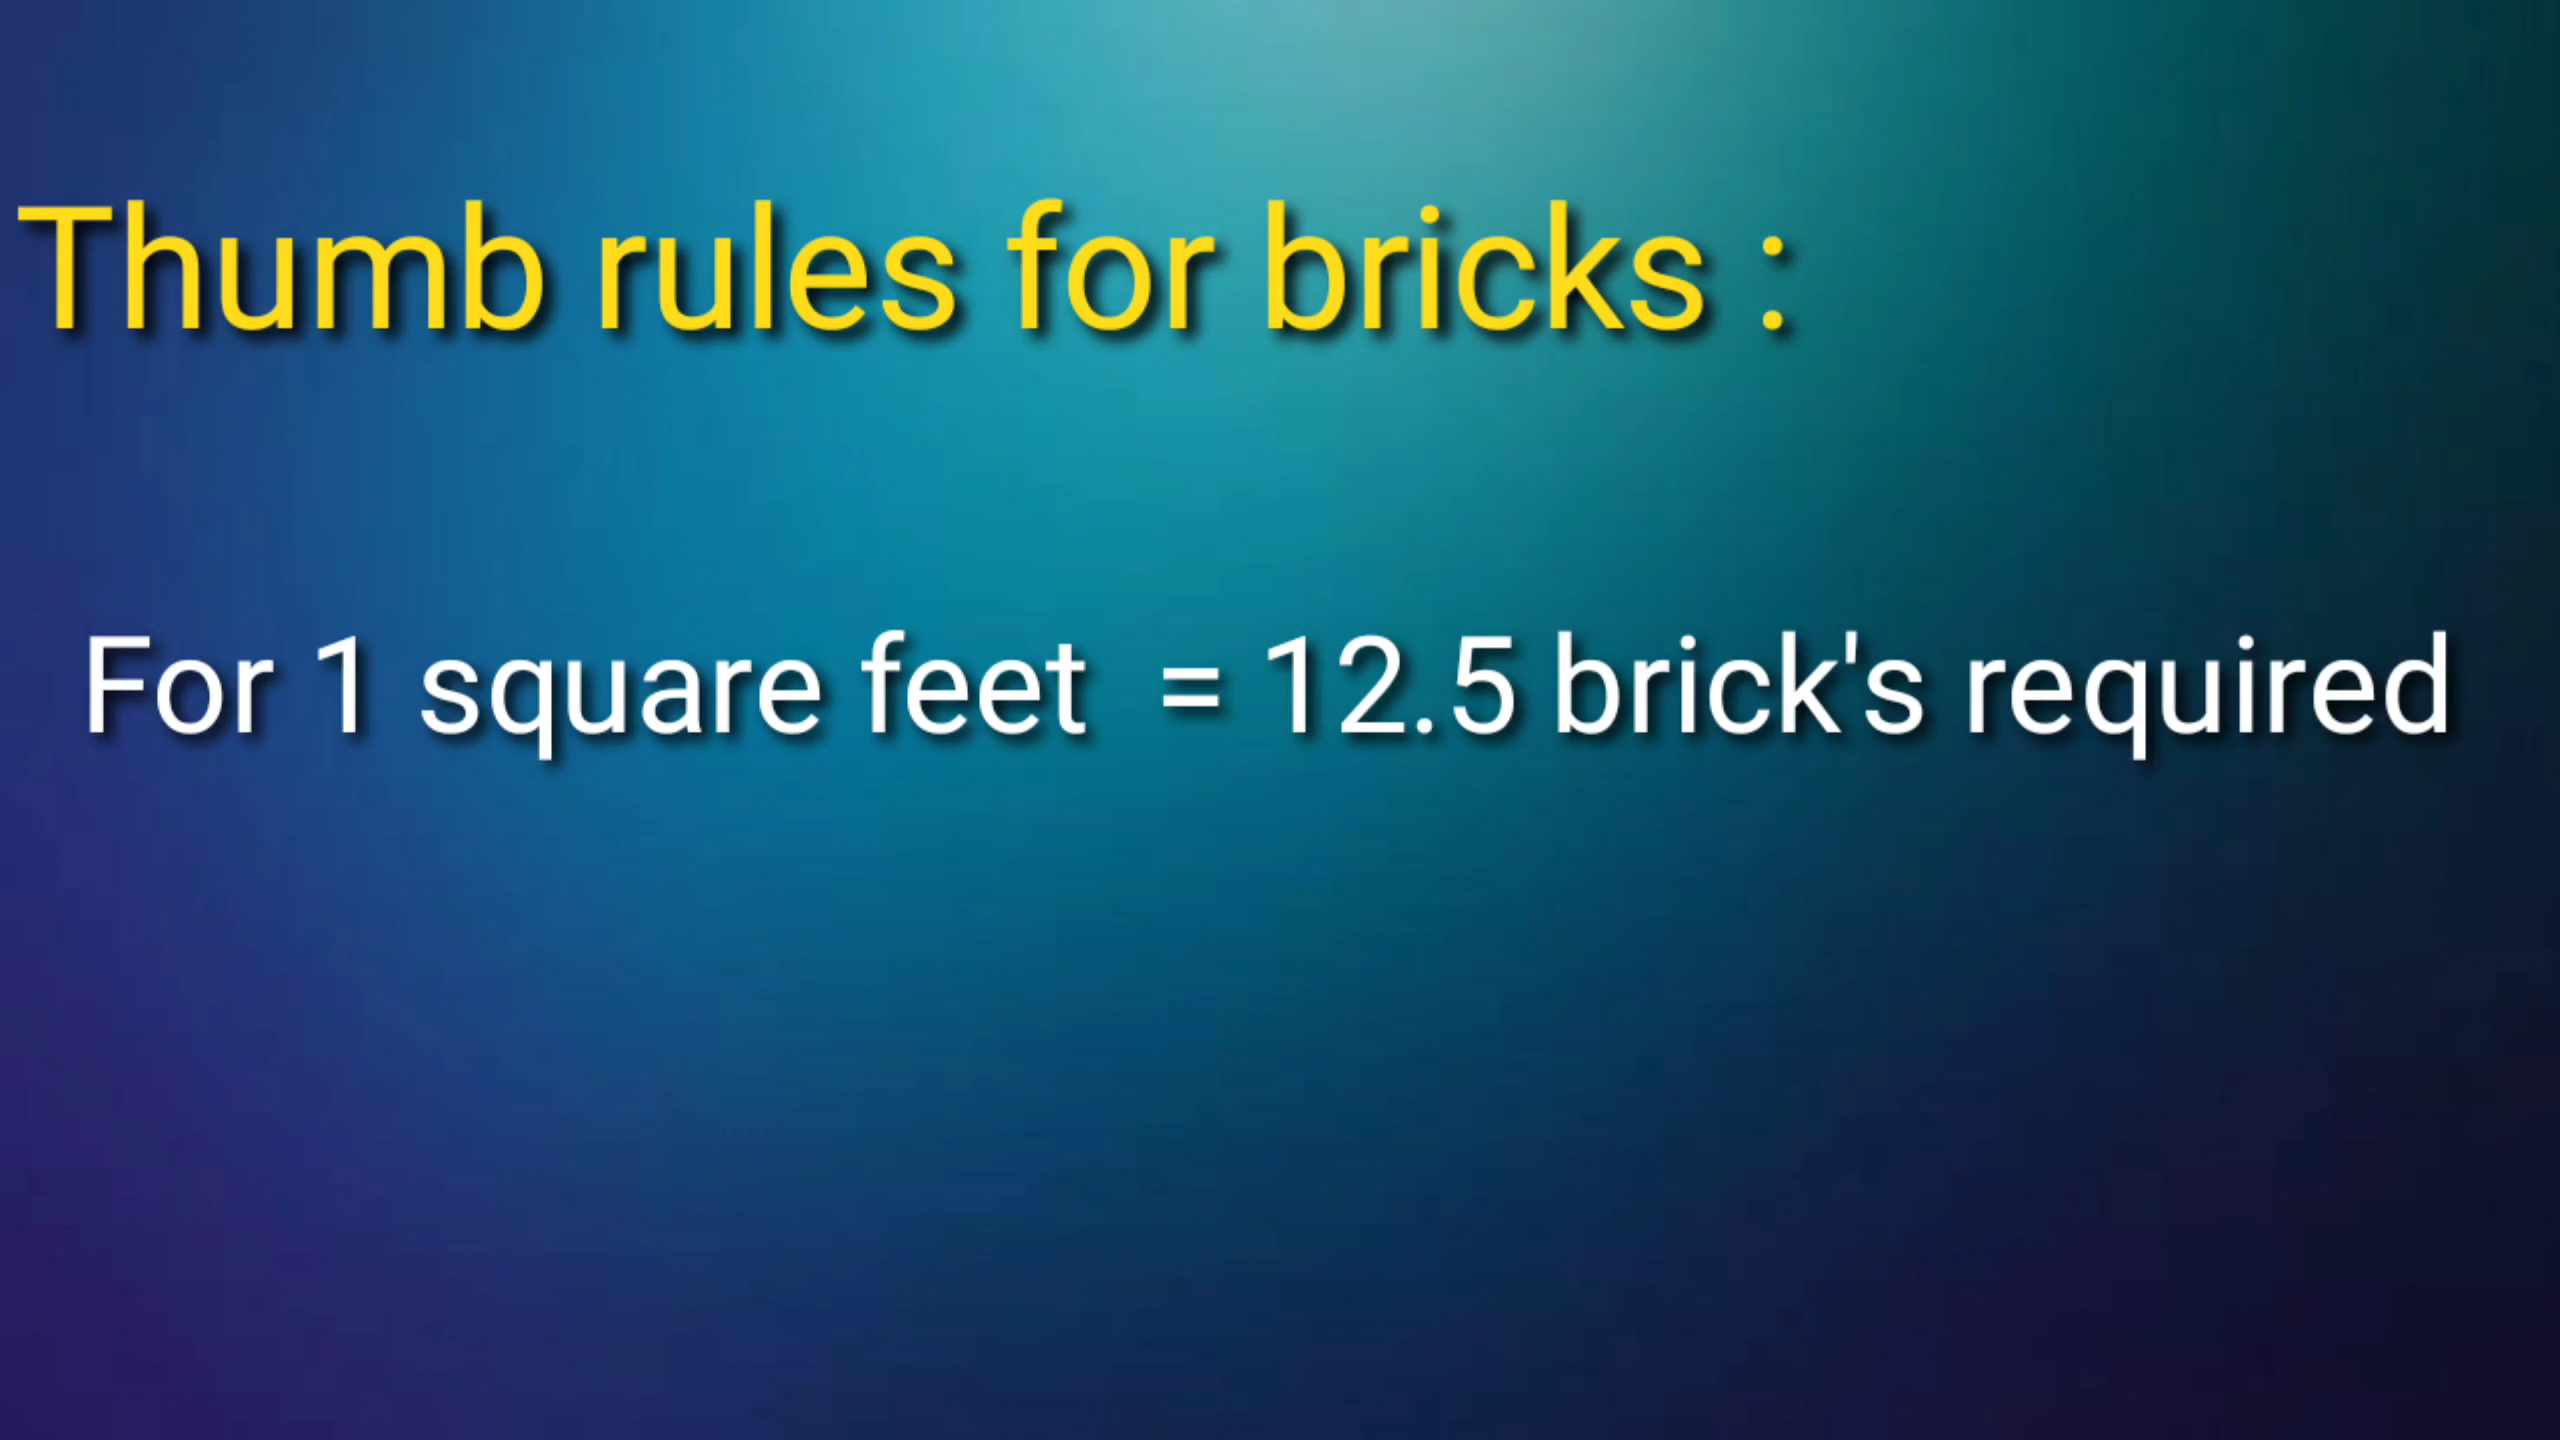 Thumb rules for bricks :
For 1 square feet = 12.5 brick's required